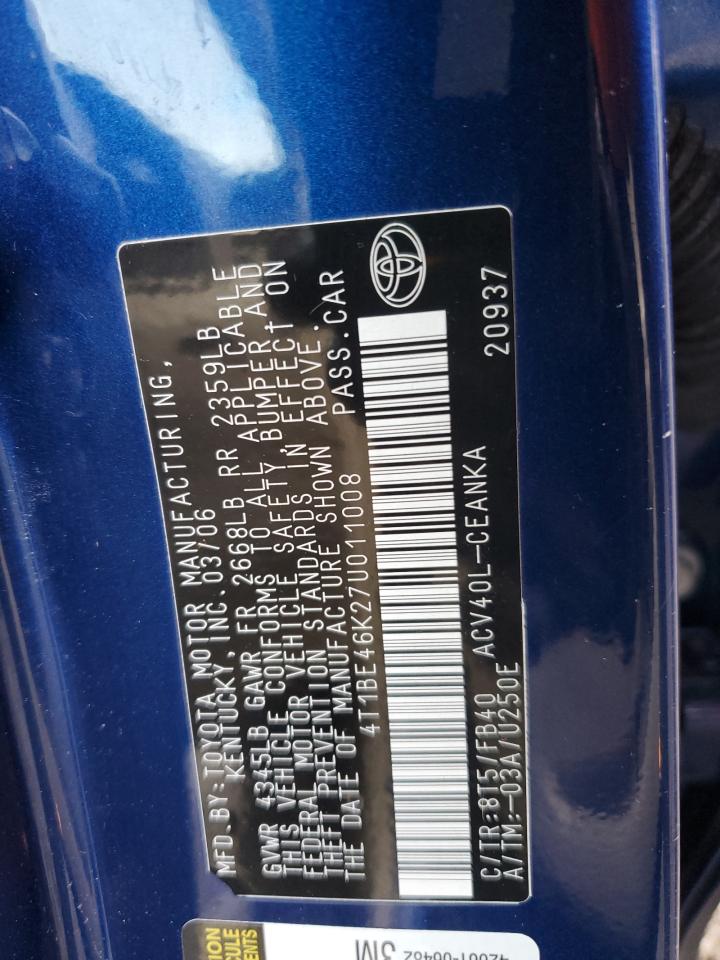 MFD.BY:TOYOTA MOTOR MANUFACTURING,
KENTUCKY, INC.03/06
GVWR 4345LB GAWR FR 2668LB RR 2359LB
THIS VEHICLE CONFORMS TO ALL APPLICABLE
FEDERAL MOTOR VEHICLE SAFETY, BUMPER AND
THEFT PREVENTION STANDARDS IN EFFECT ON
THE DATE OF MANUFACTURE SHOWN ABOVE.
4T1BE46K27U011008 PASS.CAR
C/TR:8T5/FB40 ACV40L-CEANKA 20937
A/TM:-03A/U250E
3M